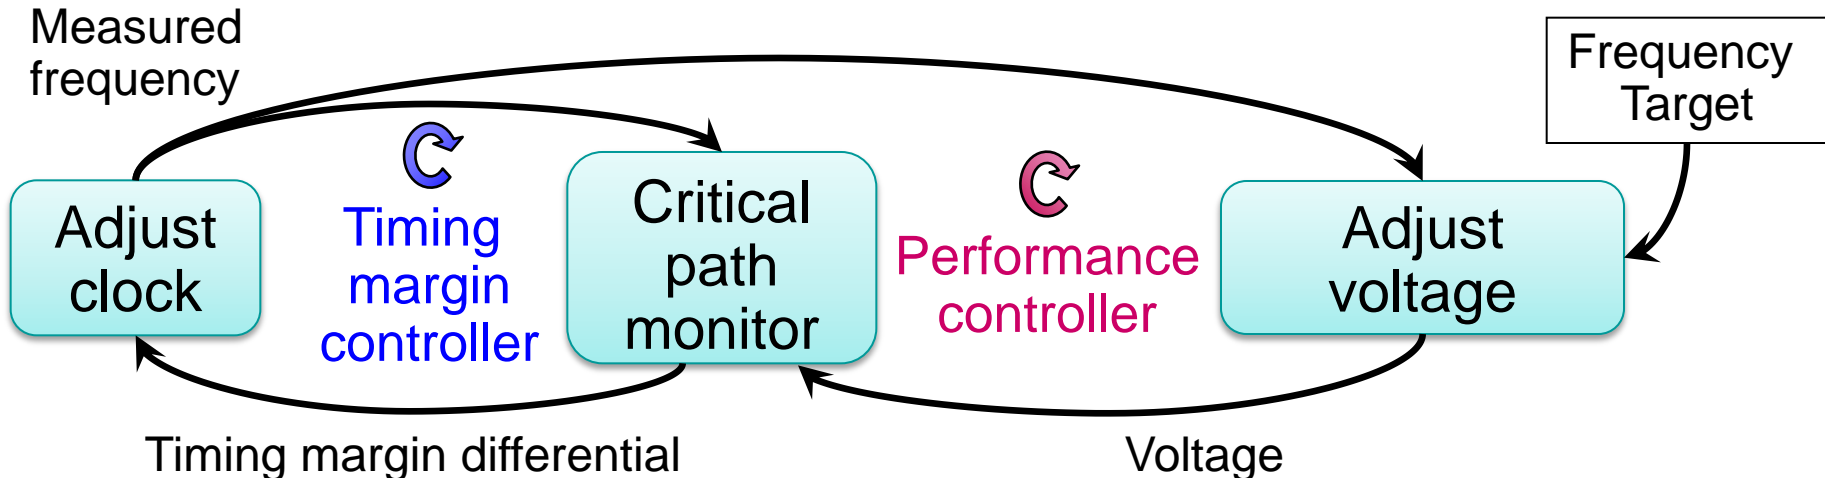 Measured
frequency
Frequency
Target
Adjust
clock
Timing
margin
controller
Critical
path
monitor
Performance
controller
Adjust
voltage
Timing margin differential
Voltage